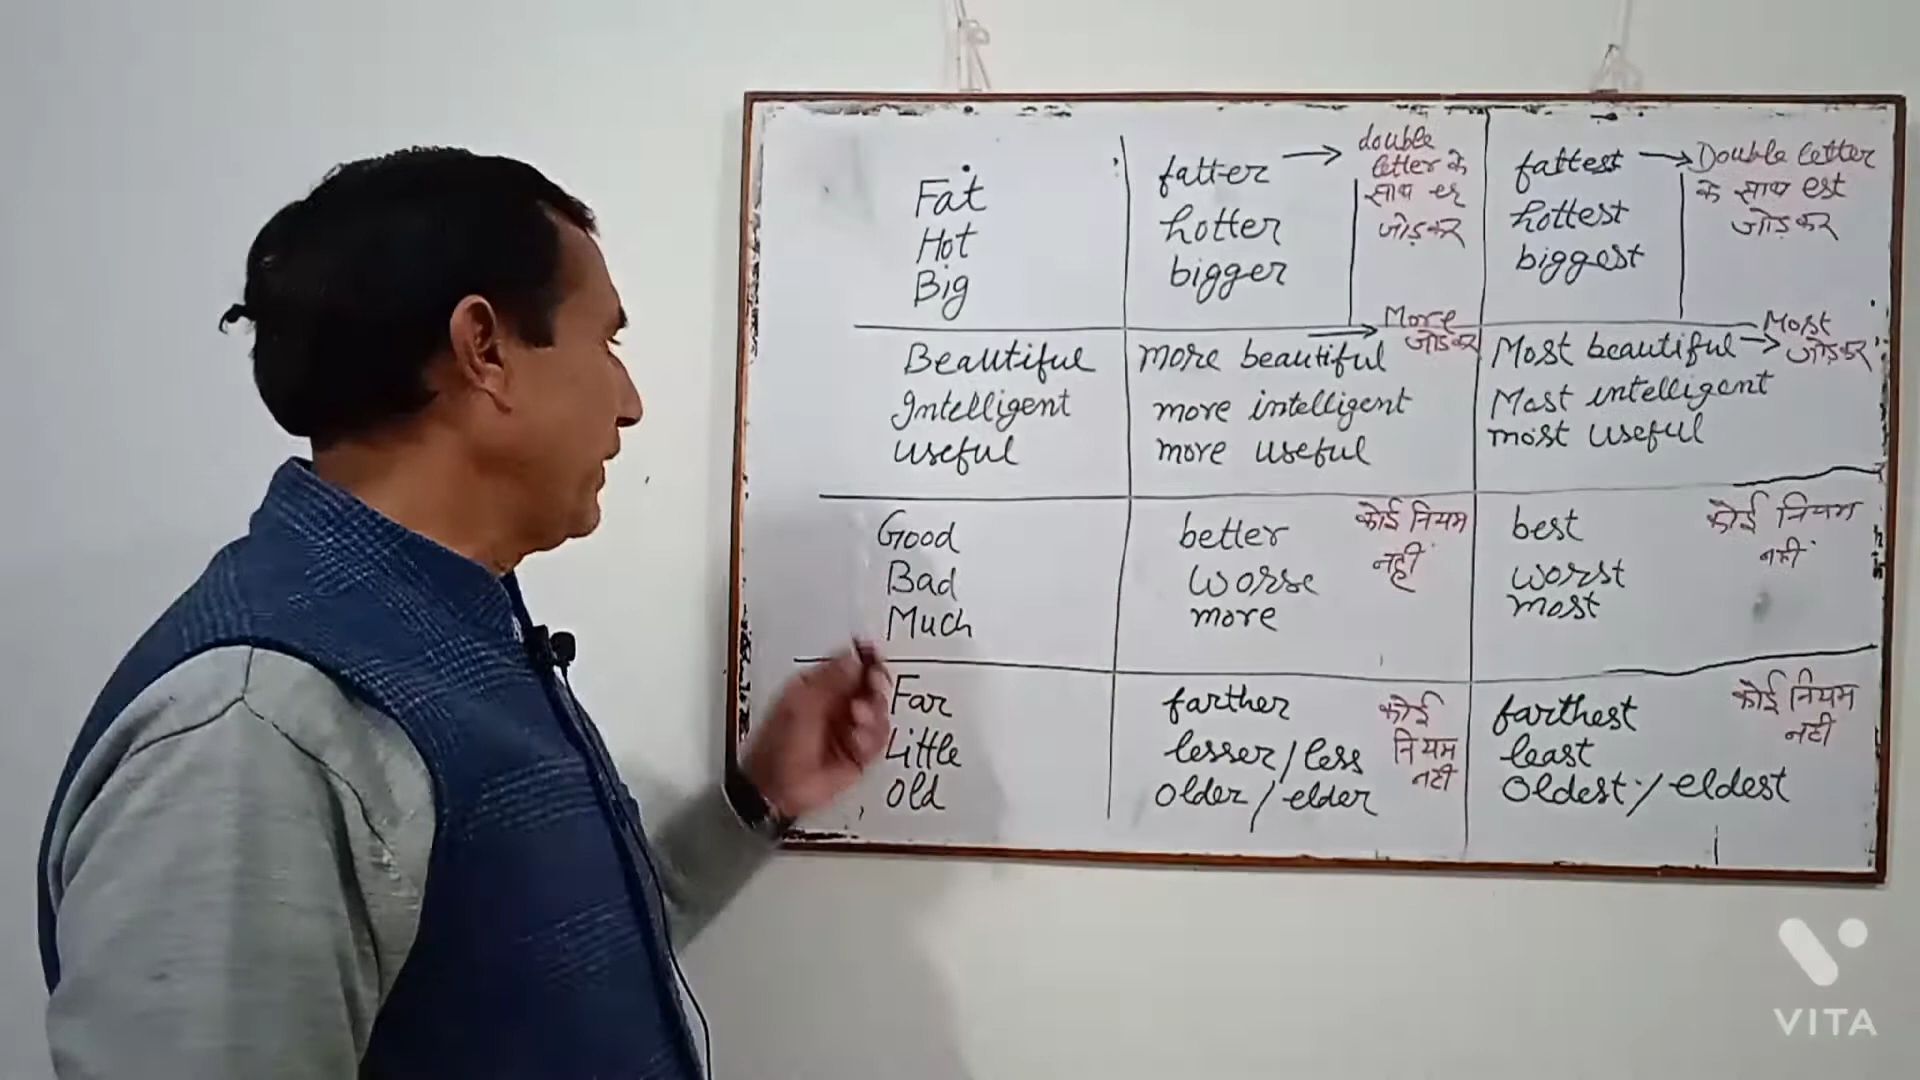 Fat fatter → double letter के साथ er जोड़कर fattest → Double letter के साथ est जोड़कर
Hot hotter hottest
Big bigger biggest
Beautiful more beautiful → More जोड़कर Most beautiful → Most जोड़कर
Intelligent more intelligent Most intelligent
Useful more useful most useful
Good better कोई नियम नहीं best कोई नियम नहीं
Bad worse worst
Much more most
Far farther कोई नियम नहीं farthest कोई नियम नहीं
Little lesser / less least
Old Older / elder Oldest / eldest
VITA